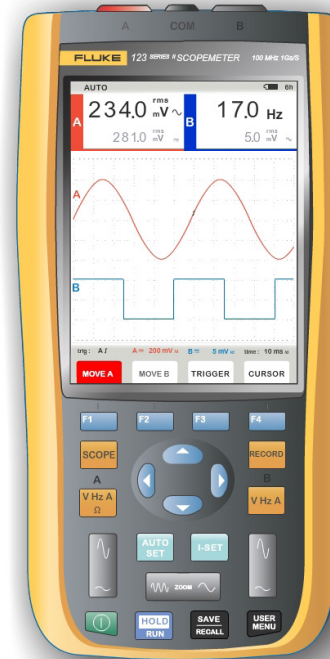 A COM B
FLUKE 123 SERIES II SCOPEMETER 100 MHz 1Gs/S
AUTO 6h
A 234.0 rms mV ~ B 17.0 Hz
281.0 rms mV 5.0 rms mV ~
A
B
trig: A 200 mV 5 mV time: 10 ms
MOVE A MOVE B TRIGGER CURSOR
F1 F2 F3 F4
SCOPE RECORD
A B
V Hz A Ω V Hz A
AUTO SET I-SET
ZOOM
HOLD RUN SAVE RECALL USER MENU